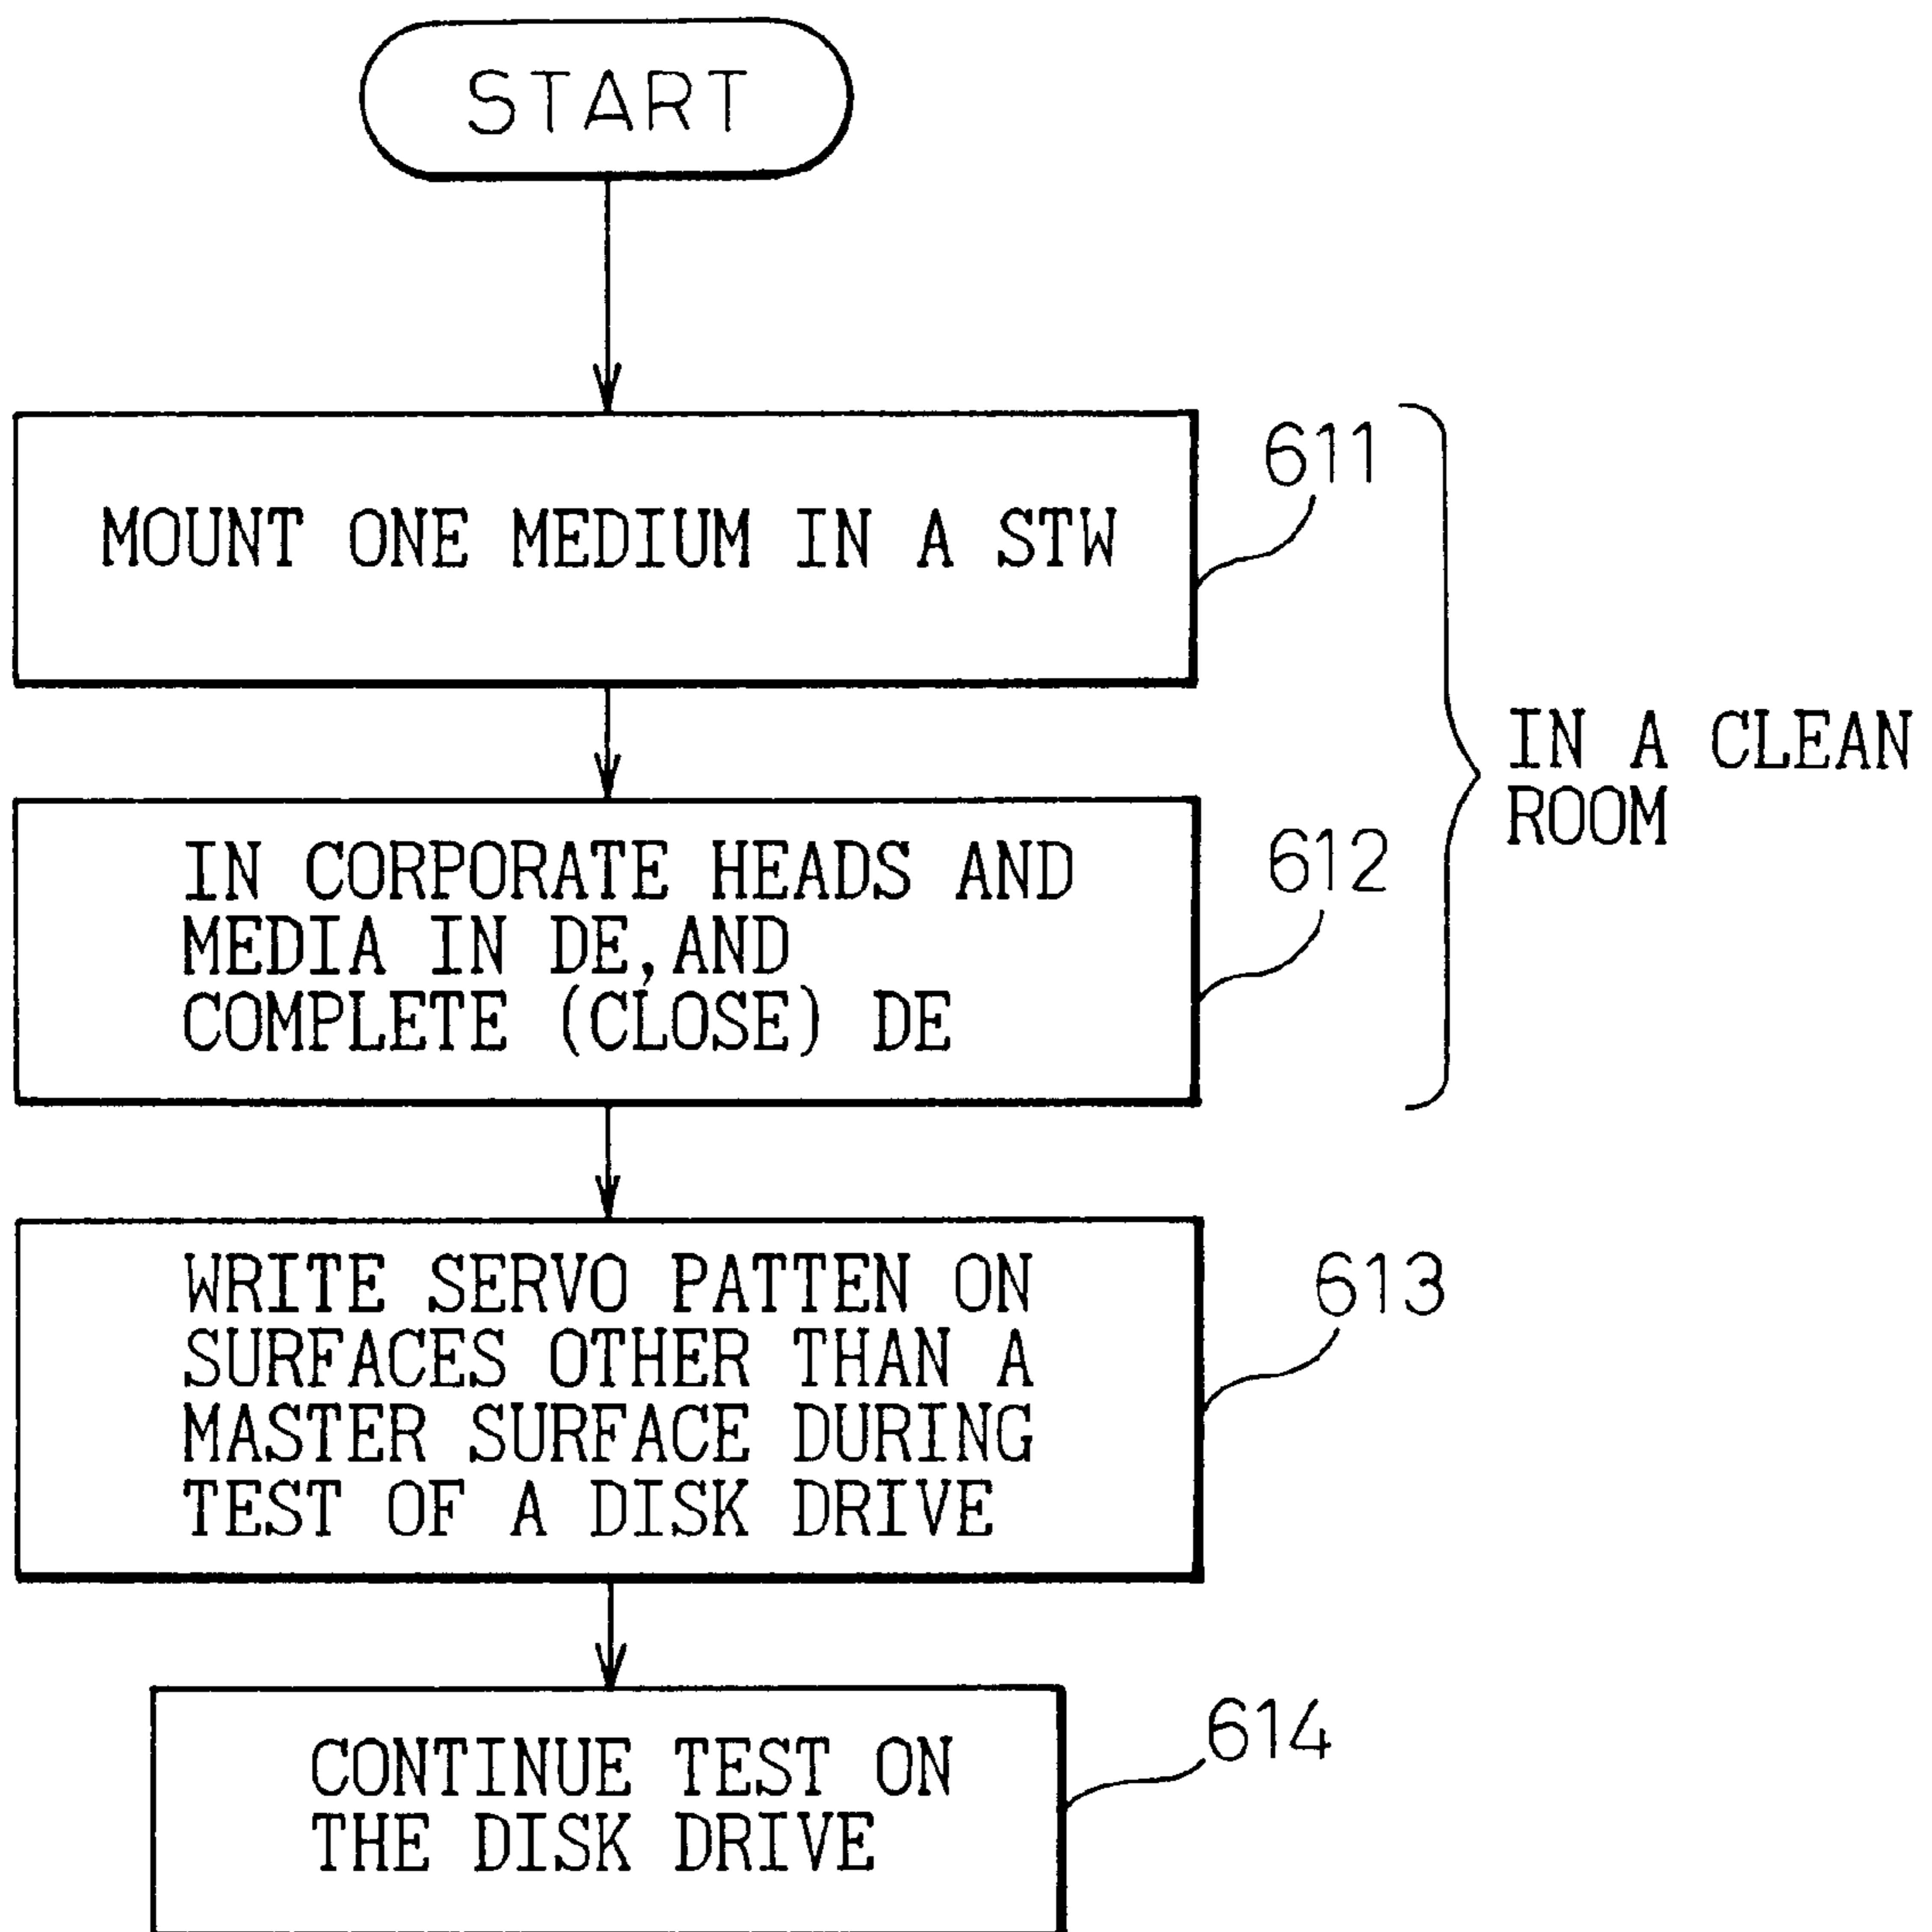 START
MOUNT ONE MEDIUM IN A STW
611
IN CORPORATE HEADS AND
MEDIA IN DE, AND
COMPLETE (CLOSE) DE
612
IN A CLEAN
ROOM
WRITE SERVO PATTEN ON
SURFACES OTHER THAN A
MASTER SURFACE DURING
TEST OF A DISK DRIVE
613
CONTINUE TEST ON
THE DISK DRIVE
614